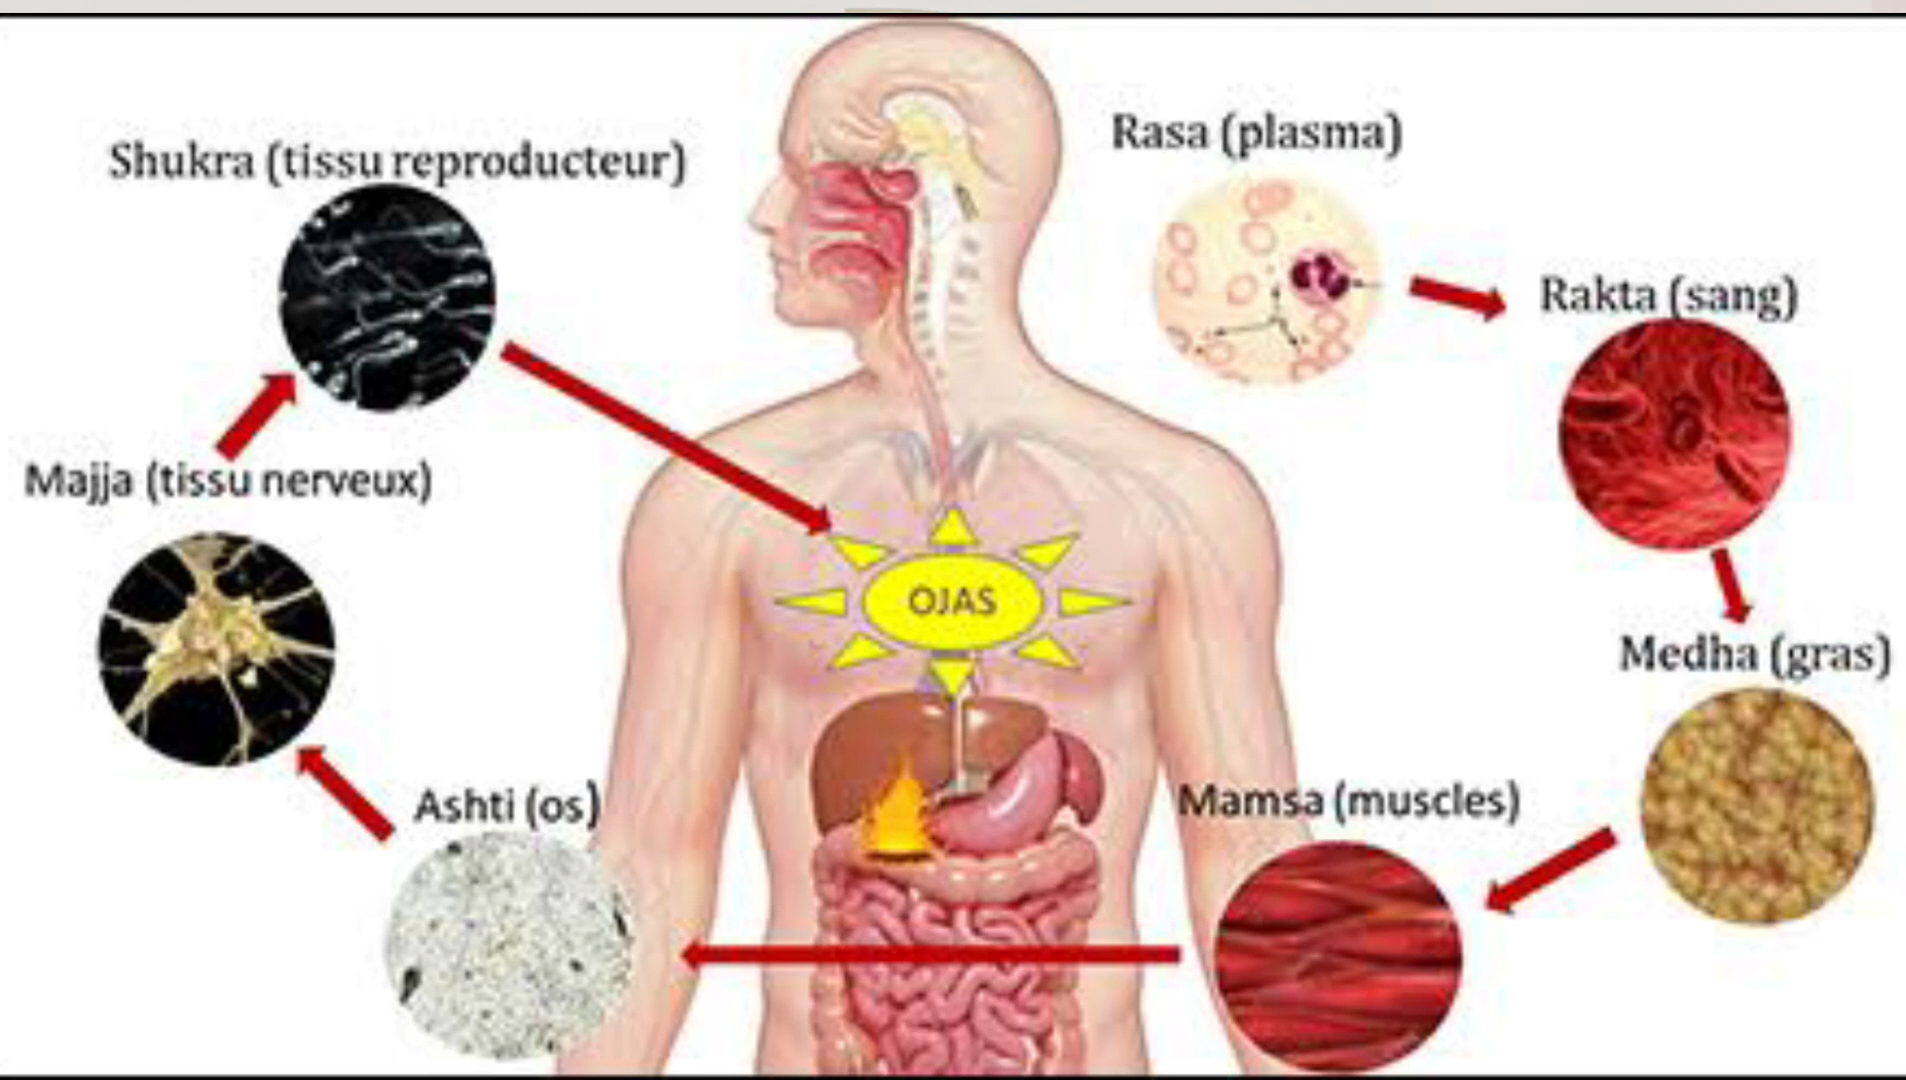 Shukra (tissu reproducteur)
Rasa (plasma)
Rakta (sang)
Majja (tissu nerveux)
OJAS
Medha (gras)
Ashti (os)
Mamsa (muscles)